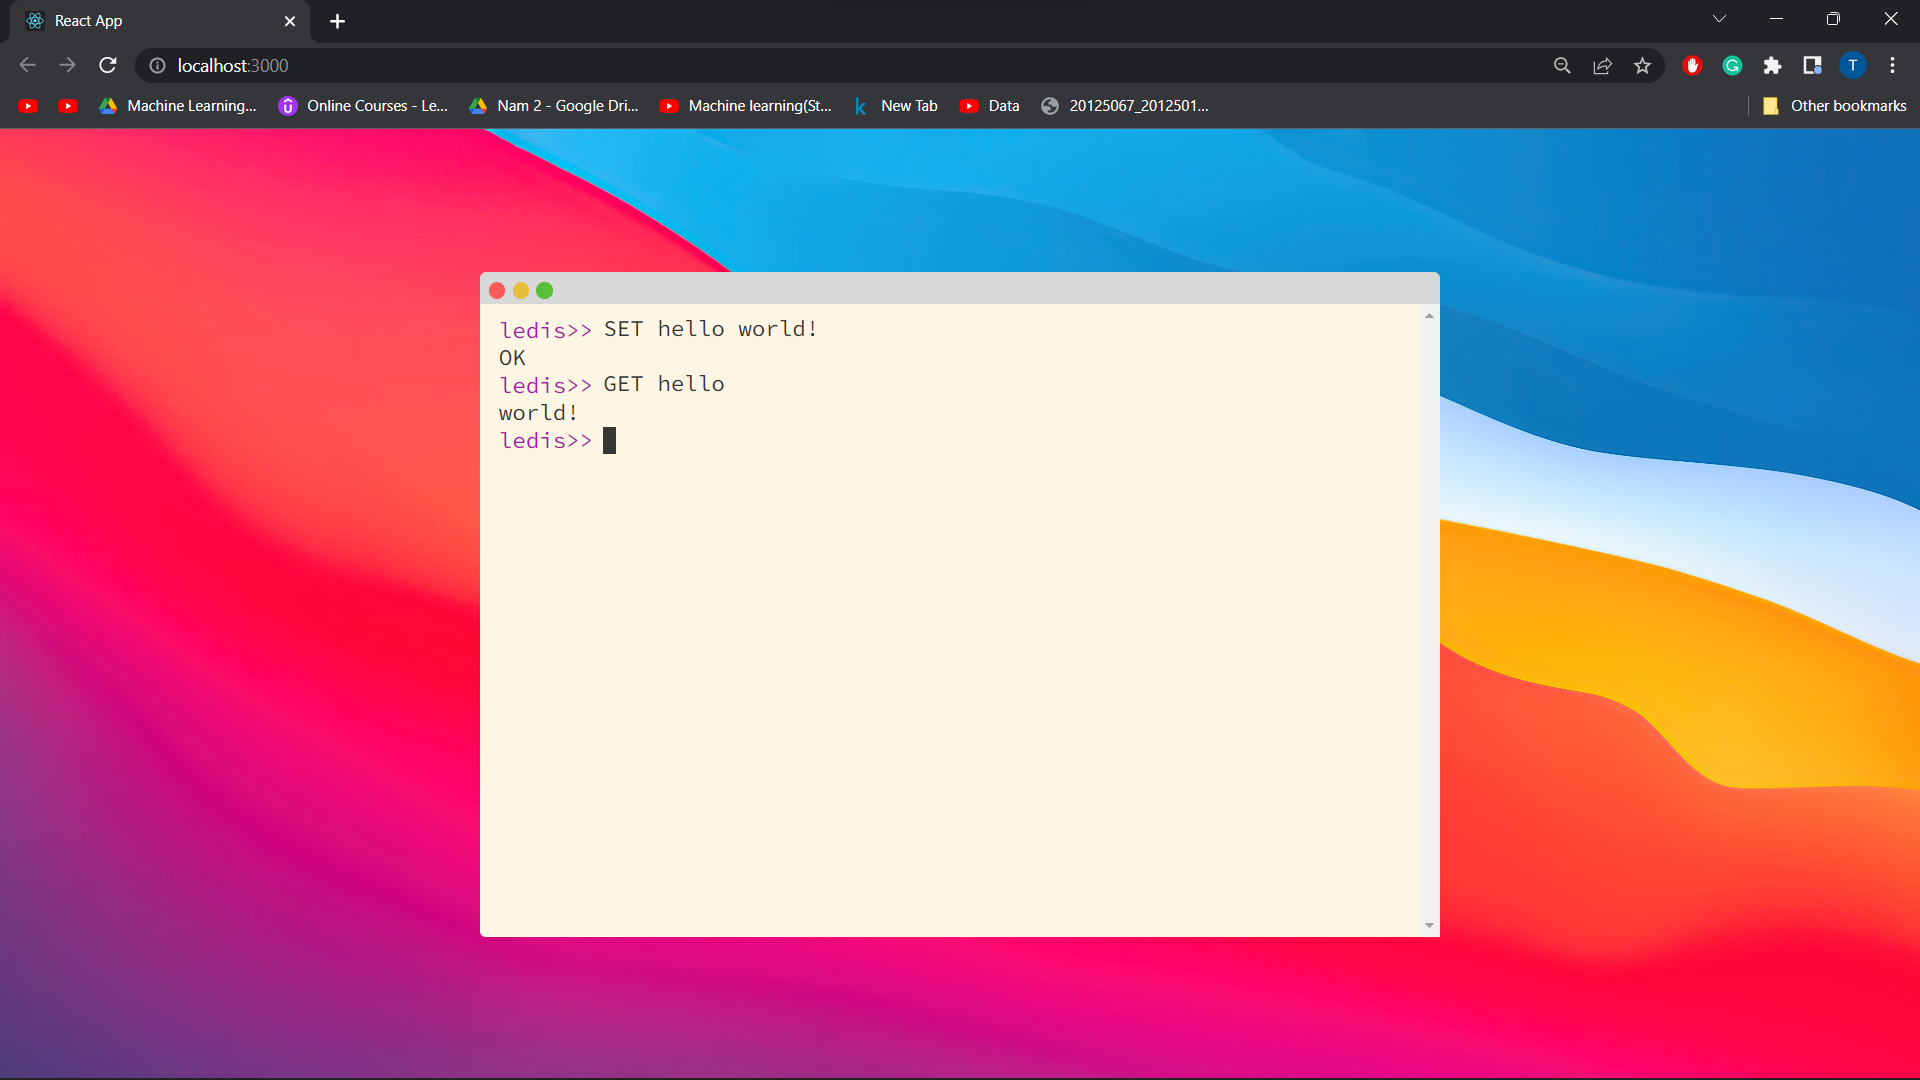 React App
localhost:3000
Machine Learning...
Online Courses - Le...
Nam 2 - Google Dri...
Machine learning(St...
New Tab
Data
20125067_2012501...
Other bookmarks
T
ledis>> SET hello world!
OK
ledis>> GET hello
world!
ledis>>